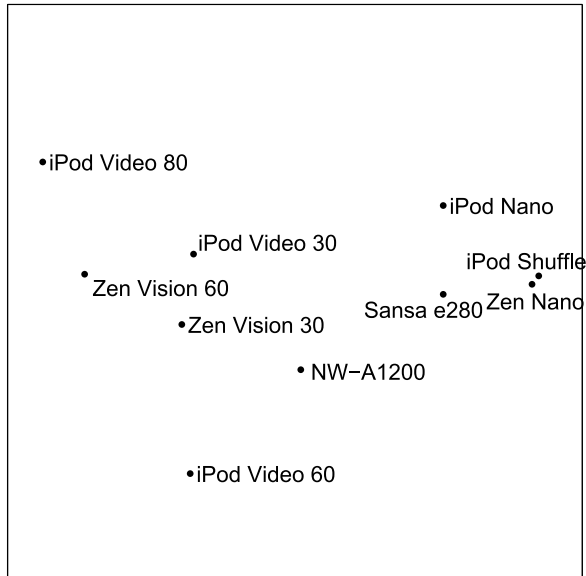 iPod Video 80
iPod Nano
iPod Video 30
iPod Shuffle
Zen Vision 60
Zen Nano
Sansa e280
Zen Vision 30
NW−A1200
iPod Video 60